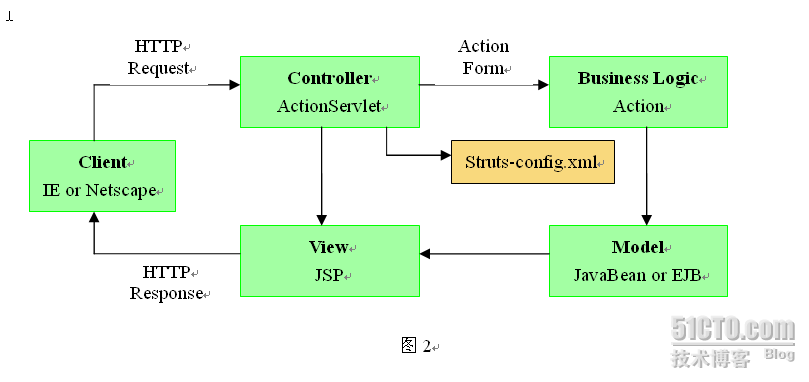 HTTP
Request
Controller
ActionServlet
Action
Form
Business Logic
Action
Client
IE or Netscape
Struts-config.xml
View
JSP
Model
JavaBean or EJB
HTTP
Response
图 2
51CTO.com
技术博客 Blog